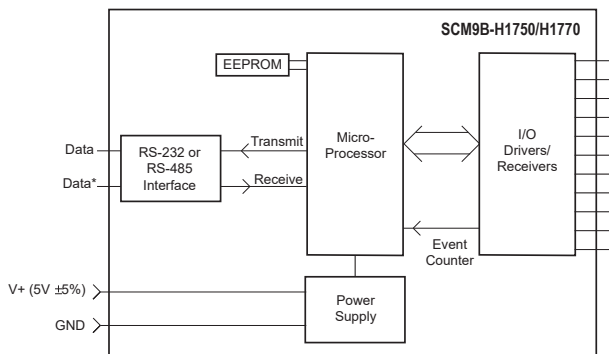 SCM9B-H1750/H1770
EEPROM
Data
Data*
RS-232 or
RS-485
Interface
Transmit
Receive
Micro-
Processor
I/O
Drivers/
Receivers
Event
Counter
V+ (5V ±5%)
GND
Power
Supply